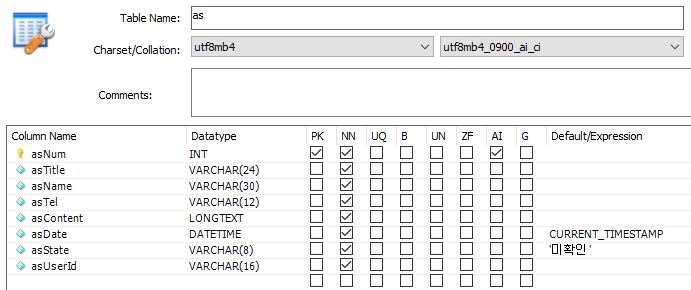 Table Name: as
Charset/Collation: utf8mb4 utf8mb4_0900_ai_ci
Comments:
Column Name Datatype PK NN UQ B UN ZF AI G Default/Expression
asNum INT
asTitle VARCHAR(24)
asName VARCHAR(30)
asTel VARCHAR(12)
asContent LONGTEXT
asDate DATETIME CURRENT_TIMESTAMP
asState VARCHAR(8) '미확인 '
asUserId VARCHAR(16)